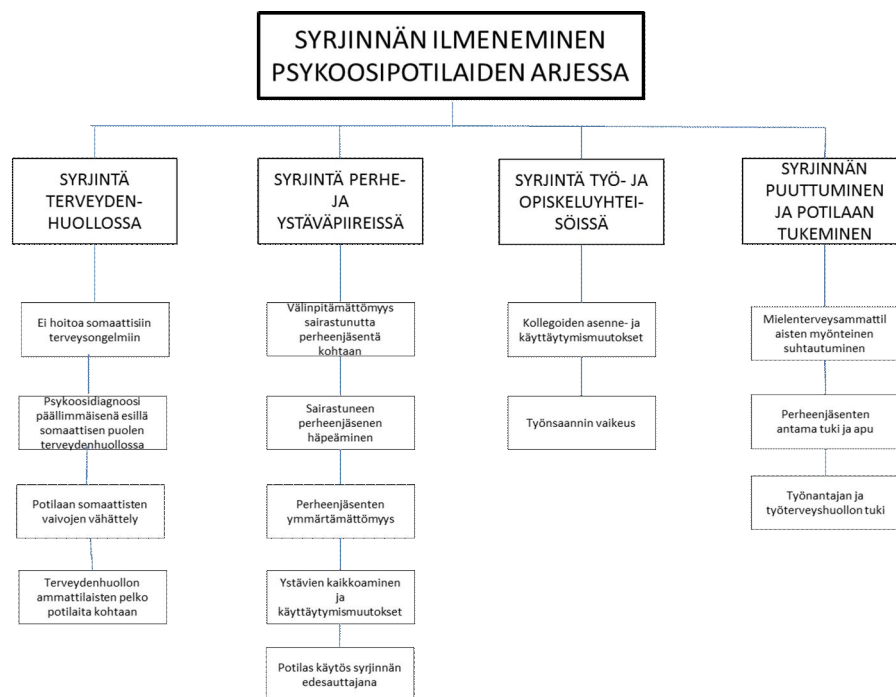 SYRJINNÄN ILMENEMINEN
PSYKOOSIPOTILAIDEN ARJESSA
SYRJINTÄ
TERVEYDEN-
HUOLLOSSA
Ei hoitoa somaattisiin
terveysongelmiin
Psykoosidiagnoosi
päällimmäisenä esillä
somaattisen puolen
terveydenhuollossa
Potilaan somaattisten
vaivojen vähättely
Terveydenhuollon
ammattilaisten pelko
potilaita kohtaan
SYRJINTÄ PERHE-
JA
YSTÄVÄPIIREISSÄ
Välinpitämättömyys
sairastunutta
perheenjäsentä
kohtaan
Sairastuneen
perheenjäsenen
häpeäminen
Perheenjäsenten
ymmärtämättömyys
Ystävien kaikkoaminen
ja
käyttäytymismuutokset
Potilas käytös syrjinnän
edesauttajana
SYRJINTÄ TYÖ- JA
OPISKELUYHTEI-
SÖISSÄ
Kollegoiden asenne- ja
käyttäytymismuutokset
Työnsaannin vaikeus
SYRJINNÄN
PUUTTUMINEN
JA POTILAAN
TUKEMINEN
Mielenterveysammattil
aisten myönteinen
suhtautuminen
Perheenjäsenten
antama tuki ja apu
Työnantajan ja
työterveyshuollon tuki